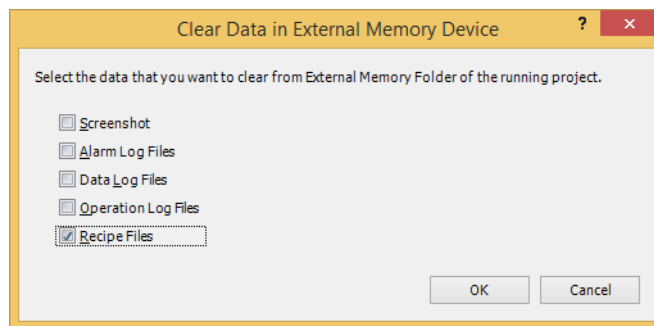 Clear Data in External Memory Device
? ×
Select the data that you want to clear from External Memory Folder of the running project.
Screenshot
Alarm Log Files
Data Log Files
Operation Log Files
Recipe Files
OK Cancel